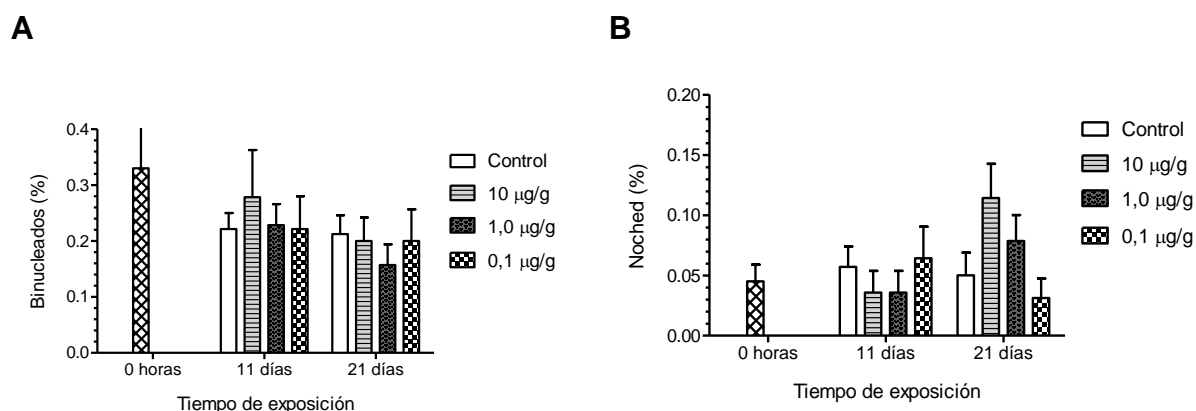 A
Binucleados (%)
0.4
0.3
0.2
0.1
0.0
0 horas
11 días
21 días
Tiempo de exposición
Control
10 µg/g
1,0 µg/g
0,1 µg/g
B
Noched (%)
0.20
0.15
0.10
0.05
0.00
0 horas
11 días
21 días
Tiempo de exposición
Control
10 µg/g
1,0 µg/g
0,1 µg/g